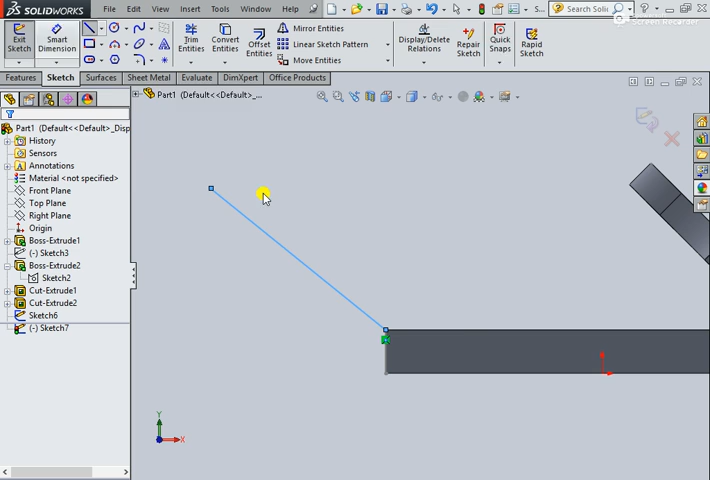 SOLIDWORKS File Edit View Insert Tools Window Help S... Search Soli
Screen Recorder
Exit Sketch
Smart Dimension
Trim Entities
Convert Entities
Offset Entities
Mirror Entities
Linear Sketch Pattern
Move Entities
Display/Delete Relations
Repair Sketch
Quick Snaps
Rapid Sketch
Features Sketch Surfaces Sheet Metal Evaluate DimXpert Office Products
Part1 (Default<<Default>_...
Part1 (Default<<Default>_Disp
History
Sensors
Annotations
Material <not specified>
Front Plane
Top Plane
Right Plane
Origin
Boss-Extrude1
(-) Sketch3
Boss-Extrude2
Sketch2
Cut-Extrude1
Cut-Extrude2
Sketch6
(-) Sketch7
Y
X